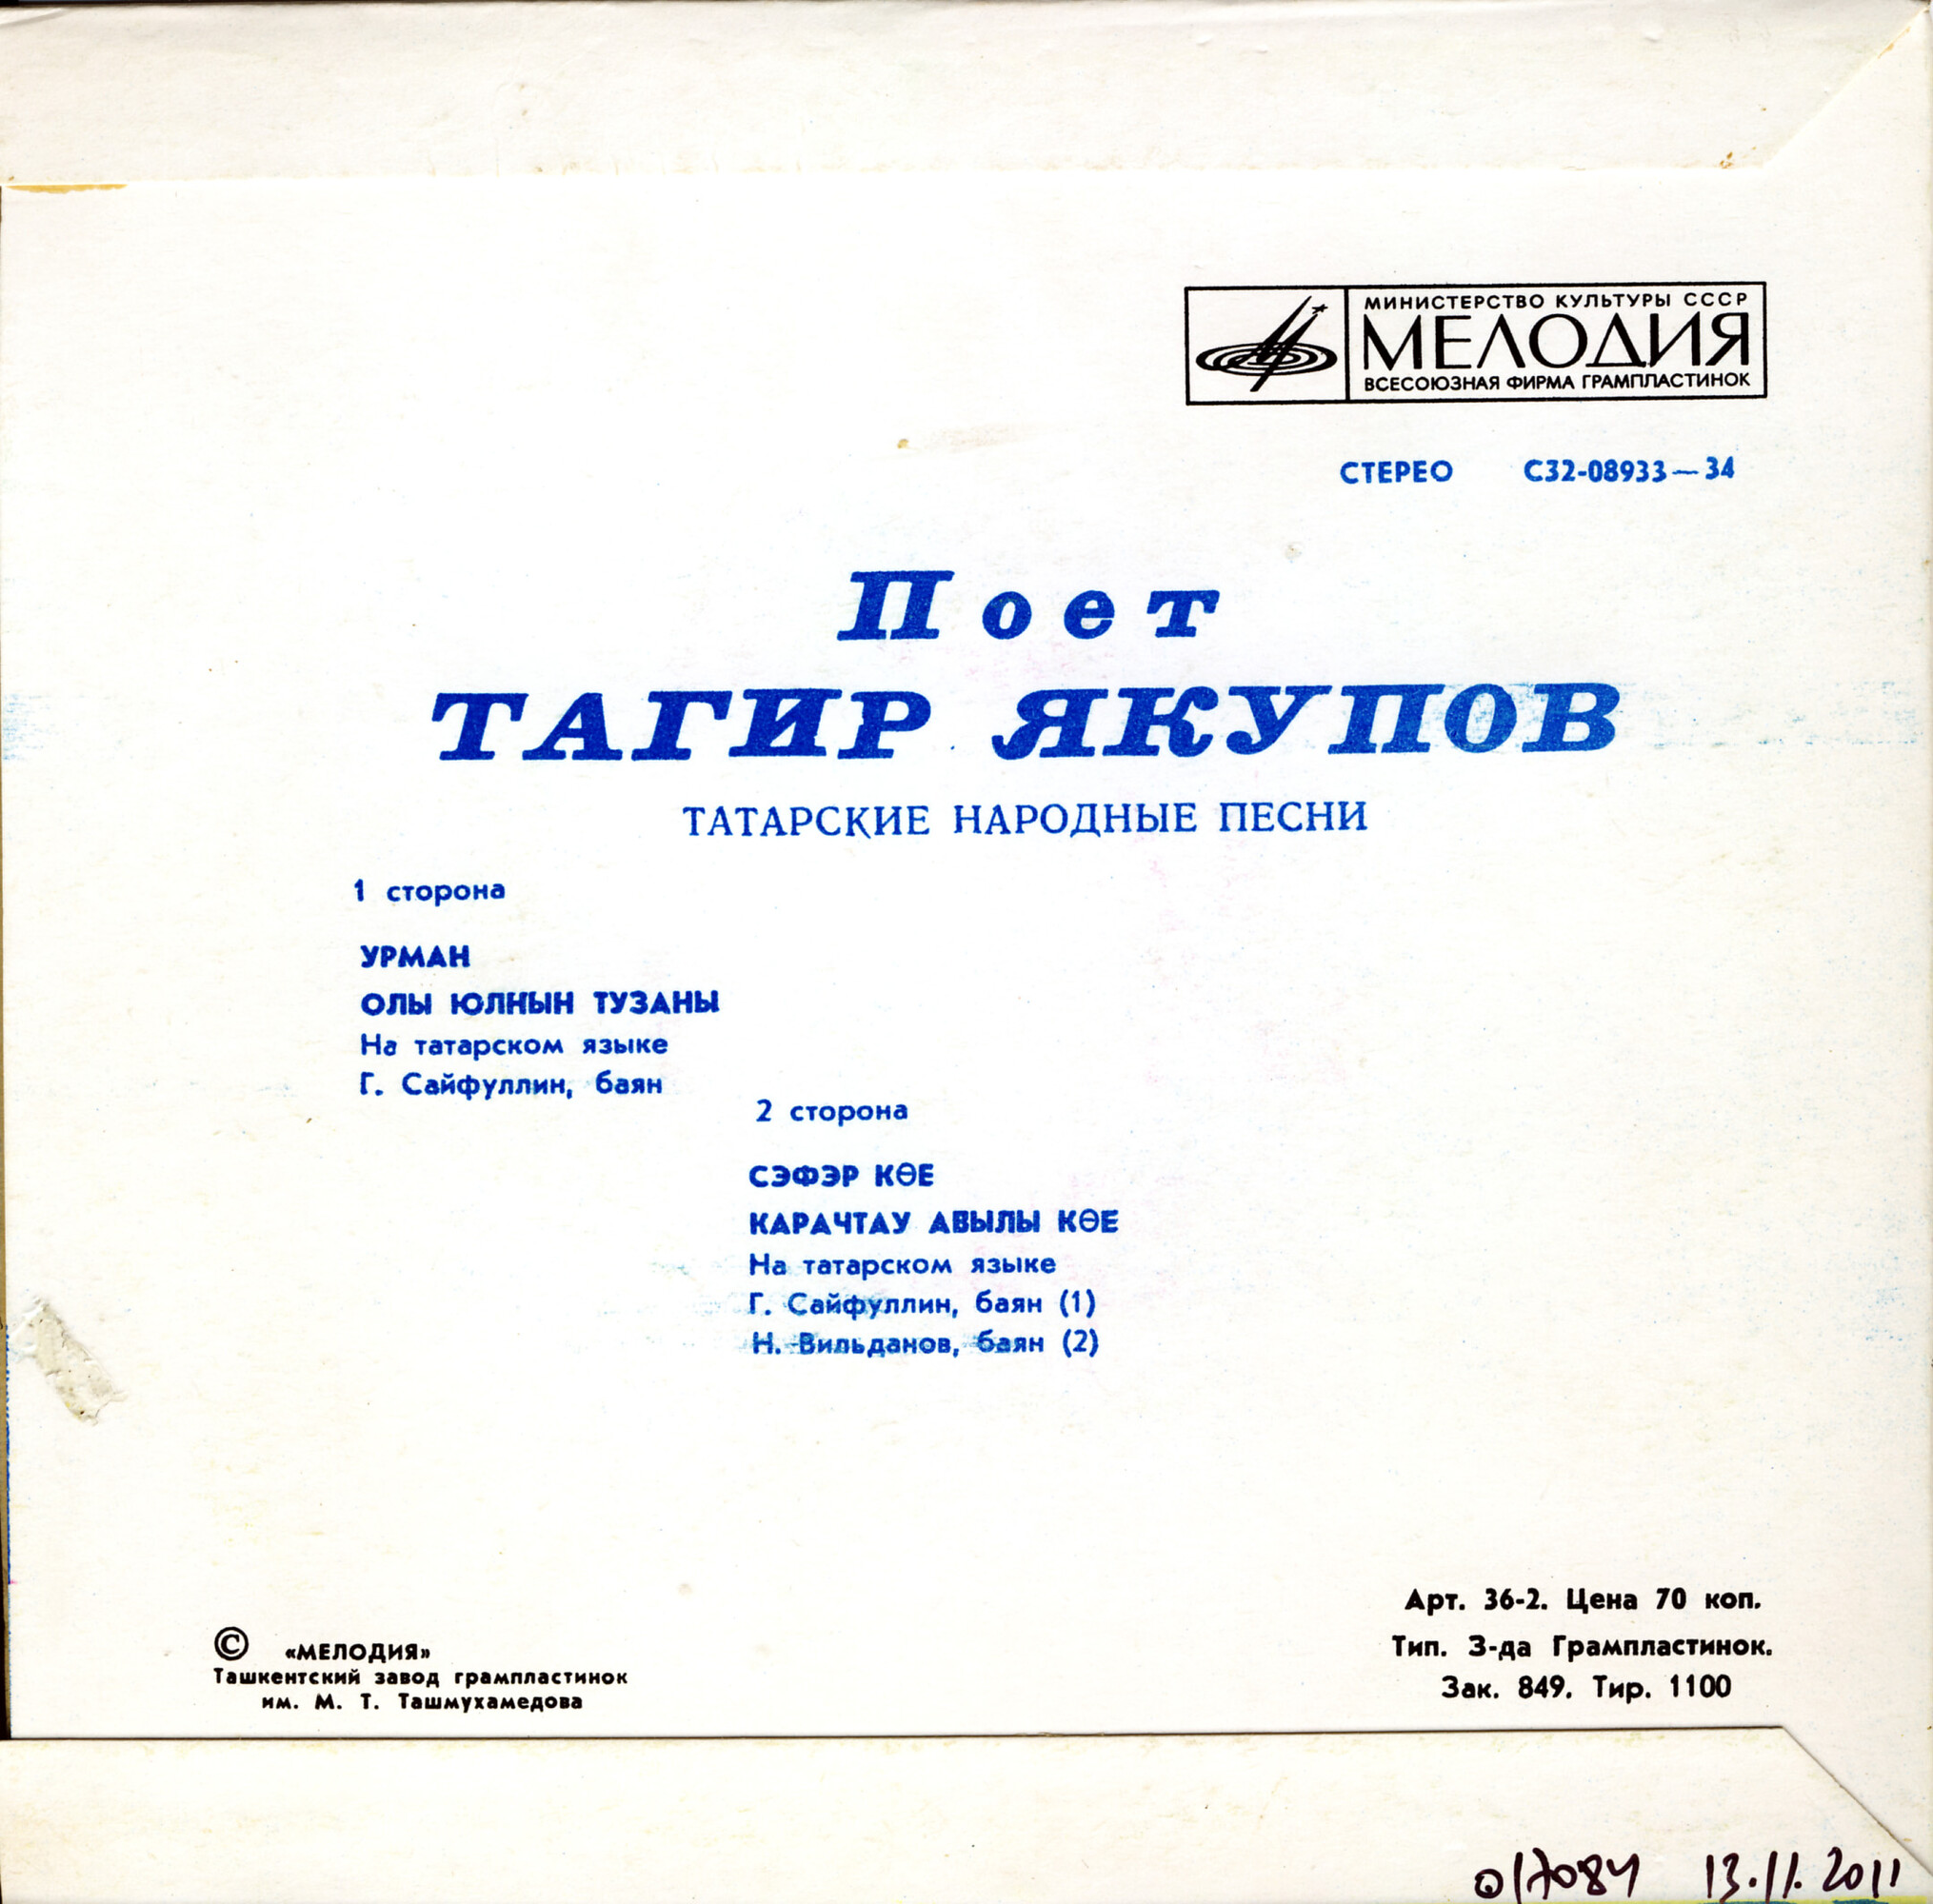 МИНИСТЕРСТВО КУЛЬТУРЫ СССР
МЕЛОДИЯ
ВСЕСОЮЗНАЯ ФИРМА ГРАМПЛАСТИНОК
СТЕРЕО С32-08933—34
Поет
ТАГИР ЯКУПОВ
ТАТАРСКИЕ НАРОДНЫЕ ПЕСНИ
1 сторона
УРМАН
ОЛЫ ЮЛНЫН ТУЗАНЫ
На татарском языке
Г. Сайфуллин, баян
2 сторона
СЭФЭР КӨЕ
КАРАЧТАУ АВЫЛЫ КӨЕ
На татарском языке
Г. Сайфуллин, баян (1)
Н. Вильданов, баян (2)
Арт. 36-2. Цена 70 коп.
Тип. З-да Грампластинок.
Зак. 849. Тир. 1100
© «МЕЛОДИЯ»
Ташкентский завод грампластинок
им. М. Т. Ташмухамедова
017084 13.11.2011